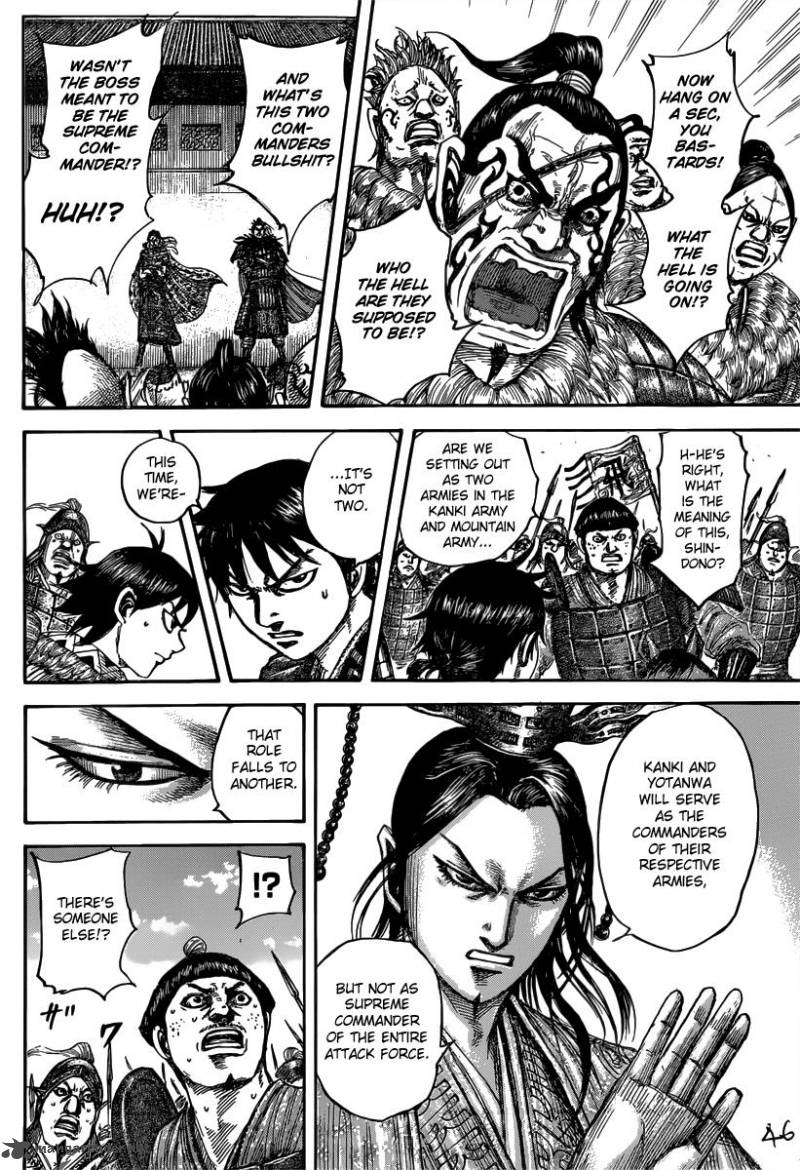 NOW
HANG ON
A SEC,
YOU
BAS-
TARDS!
WHAT
THE
HELL IS
GOING
ON!?
WHO
THE HELL
ARE THEY
SUPPOSED
TO BE!?
AND
WHAT'S
THIS TWO
COM-
MANDERS
BULLSHIT?
WASN'T
THE BOSS
MEANT TO
BE THE
SUPREME
COM-
MANDER!?
HUH!?
H-HE'S
RIGHT,
WHAT
IS THE
MEANING
OF THIS,
SHIN-
DONO?
ARE WE
SETTING OUT
AS TWO
ARMIES IN THE
KANKI ARMY
AND MOUNTAIN
ARMY...
飛
...IT'S
NOT
TWO.
THIS
TIME,
WE'RE-
KANKI AND
YOTANWA
WILL SERVE
AS THE
COMMANDERS
OF THEIR
RESPECTIVE
ARMIES,
BUT NOT AS
SUPREME
COMMANDER
OF THE ENTIRE
ATTACK FORCE.
THAT
ROLE
FALLS TO
ANOTHER.
!?
THERE'S
SOMEONE
ELSE!?
ザワ
46